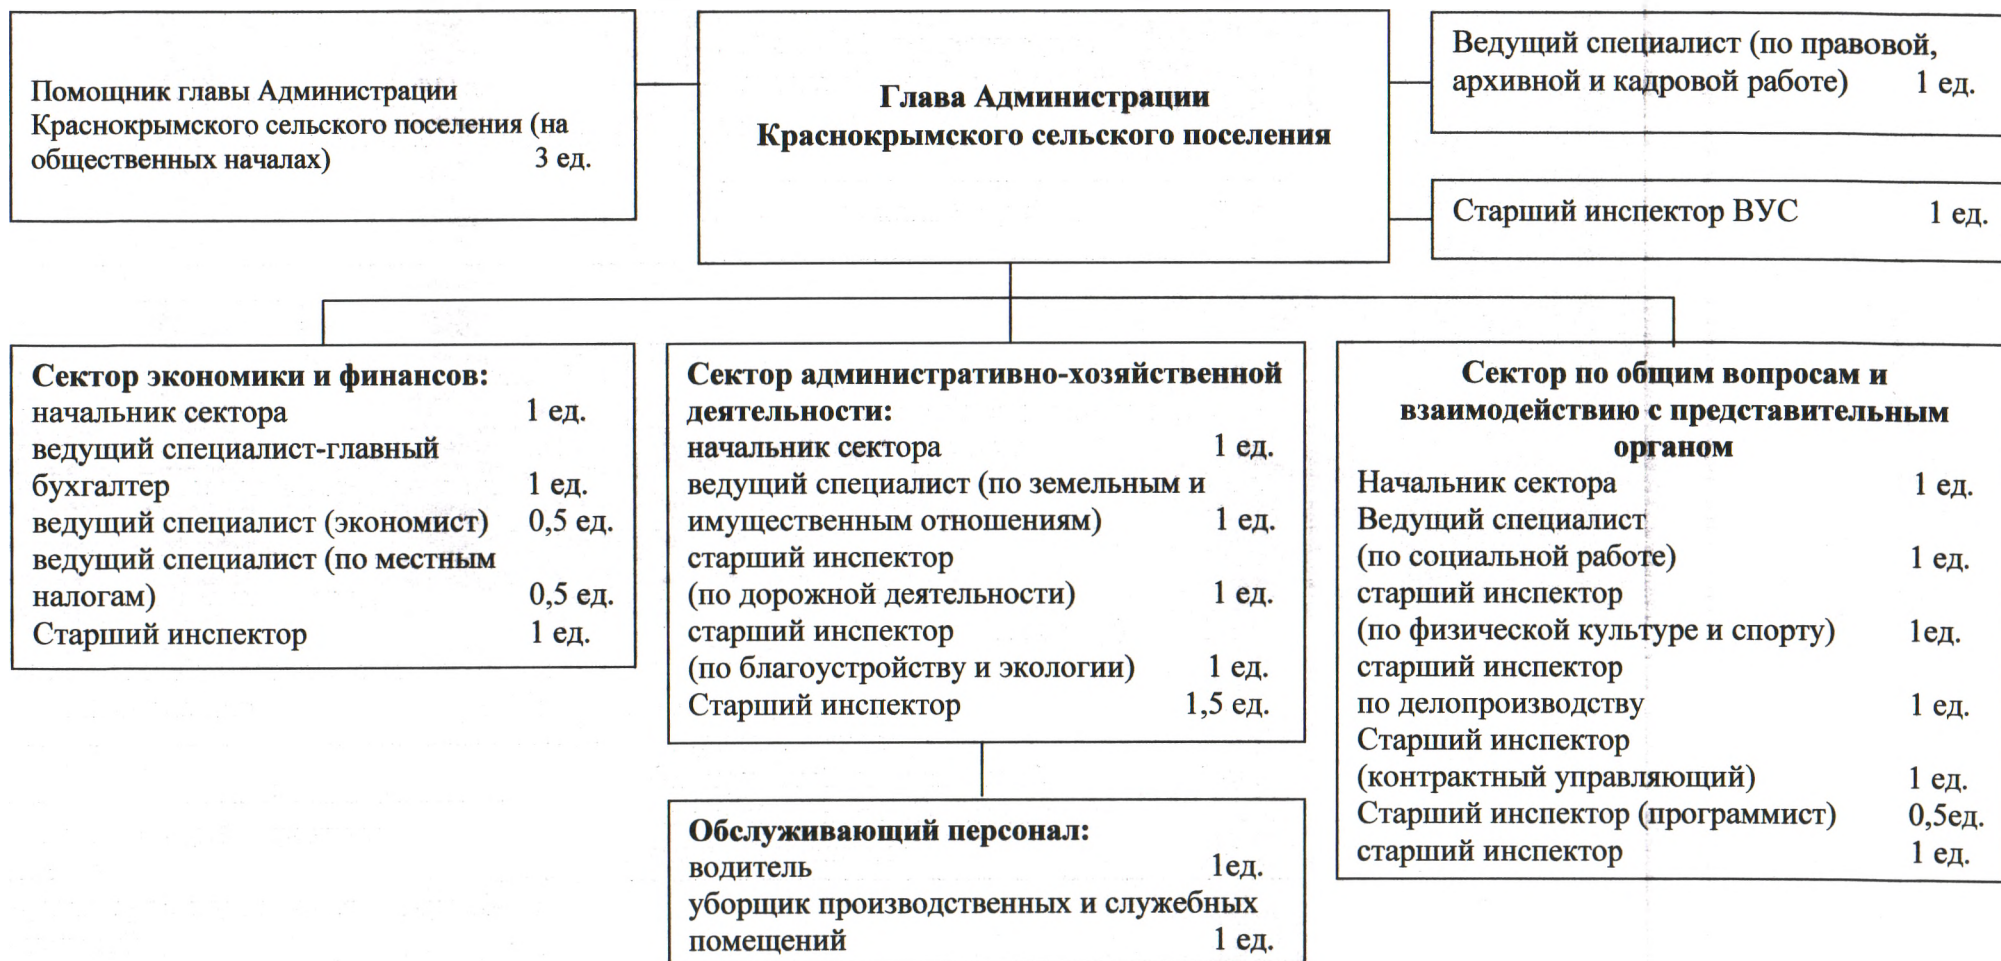 Помощник главы Администрации
Краснокрымского сельского поселения (на
общественных началах) 3 ед.
Глава Администрации
Краснокрымского сельского поселения
Ведущий специалист (по правовой,
архивной и кадровой работе) 1 ед.
Старший инспектор ВУС 1 ед.
Сектор экономики и финансов:
начальник сектора 1 ед.
ведущий специалист-главный
бухгалтер 1 ед.
ведущий специалист (экономист) 0,5 ед.
ведущий специалист (по местным
налогам) 0,5 ед.
Старший инспектор 1 ед.
Сектор административно-хозяйственной
деятельности:
начальник сектора 1 ед.
ведущий специалист (по земельным и
имущественным отношениям) 1 ед.
старший инспектор
(по дорожной деятельности) 1 ед.
старший инспектор
(по благоустройству и экологии) 1 ед.
Старший инспектор 1,5 ед.
Сектор по общим вопросам и
взаимодействию с представительным
органом
Начальник сектора 1 ед.
Ведущий специалист
(по социальной работе) 1 ед.
старший инспектор
(по физической культуре и спорту) 1ед.
старший инспектор
по делопроизводству 1 ед.
Старший инспектор
(контрактный управляющий) 1 ед.
Старший инспектор (программист) 0,5ед.
старший инспектор 1 ед.
Обслуживающий персонал:
водитель 1ед.
уборщик производственных и служебных
помещений 1 ед.